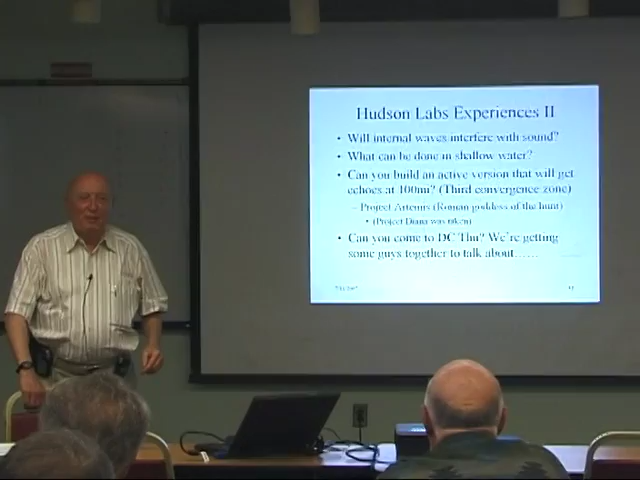 Hudson Labs Experiences II
• Will internal waves interfere with sound?
• What can be done in shallow water?
• Can you build an active version that will get
echoes at 100mi? (Third convergence zone)
– Project Artemis (Roman goddess of the hunt)
• (Project Diana was taken)
• Can you come to DC Thu? We're getting
some guys together to talk about……